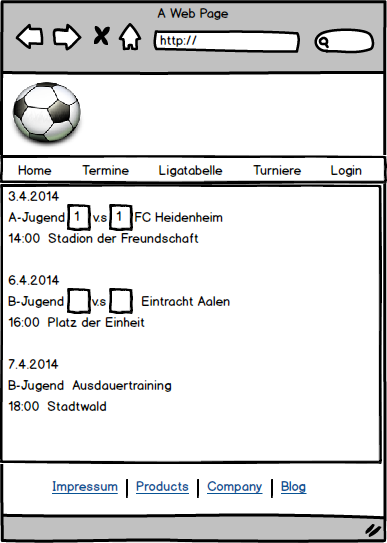 A Web Page
http://
Home Termine Ligatabelle Turniere Login
3.4.2014
A-Jugend 1 v.s 1 FC Heidenheim
14:00 Stadion der Freundschaft
6.4.2014
B-Jugend v.s Eintracht Aalen
16:00 Platz der Einheit
7.4.2014
B-Jugend Ausdauertraining
18:00 Stadtwald
Impressum | Products | Company | Blog